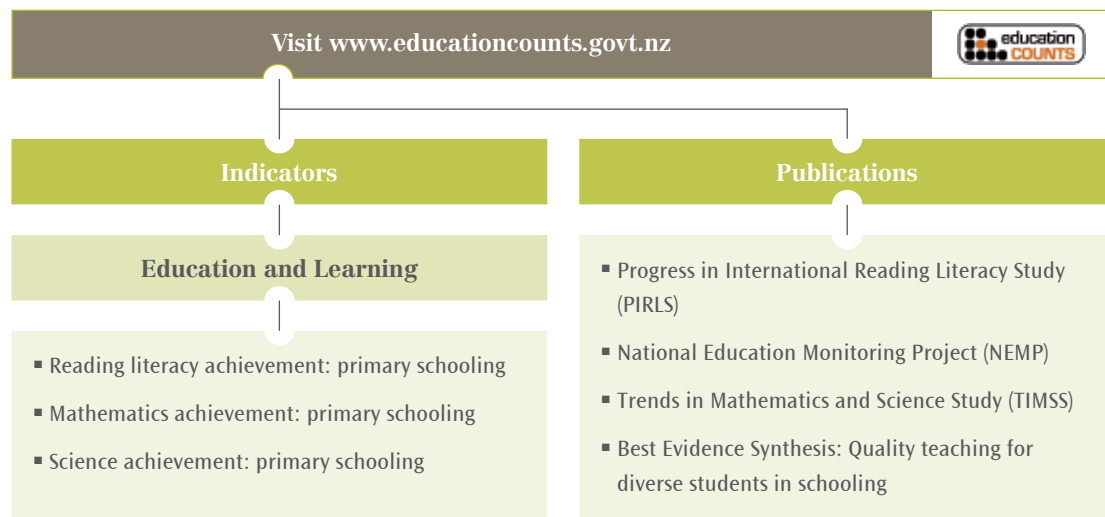 Visit www.educationcounts.govt.nz
education
COUNTS
Indicators
Education and Learning
▪ Reading literacy achievement: primary schooling
▪ Mathematics achievement: primary schooling
▪ Science achievement: primary schooling
Publications
▪ Progress in International Reading Literacy Study
(PIRLS)
▪ National Education Monitoring Project (NEMP)
▪ Trends in Mathematics and Science Study (TIMSS)
▪ Best Evidence Synthesis: Quality teaching for
diverse students in schooling